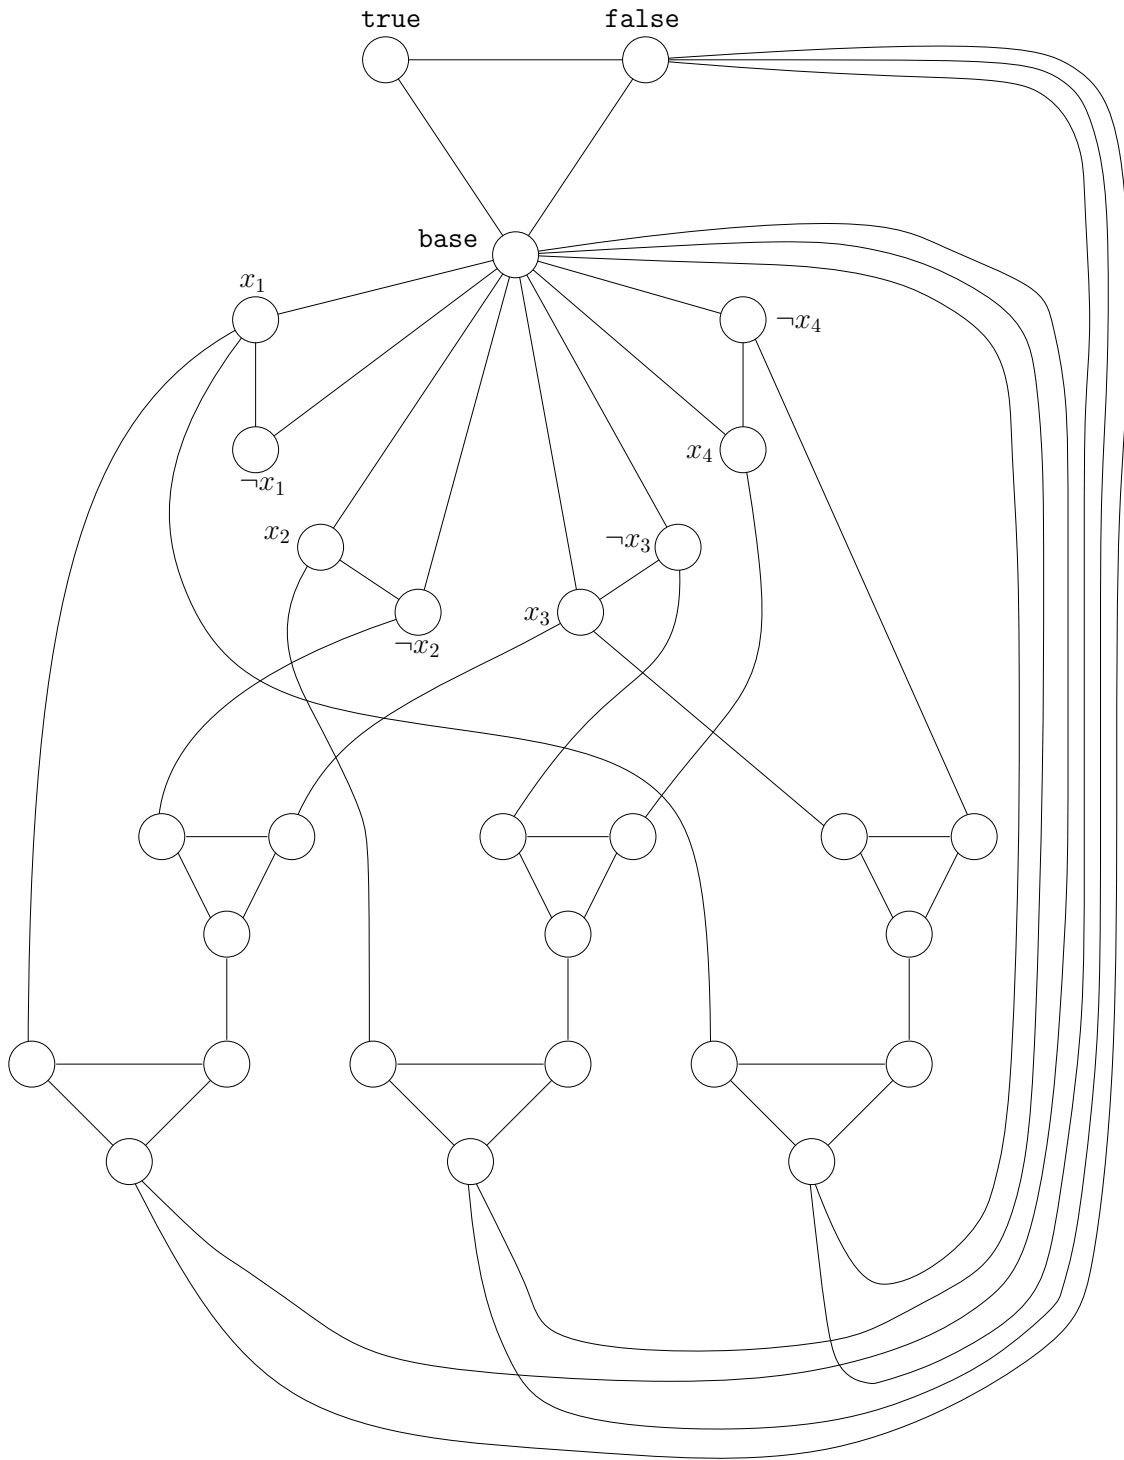 true
false
base
x₁
¬x₄
x₄
¬x₁
x₂
¬x₃
x₃
¬x₂